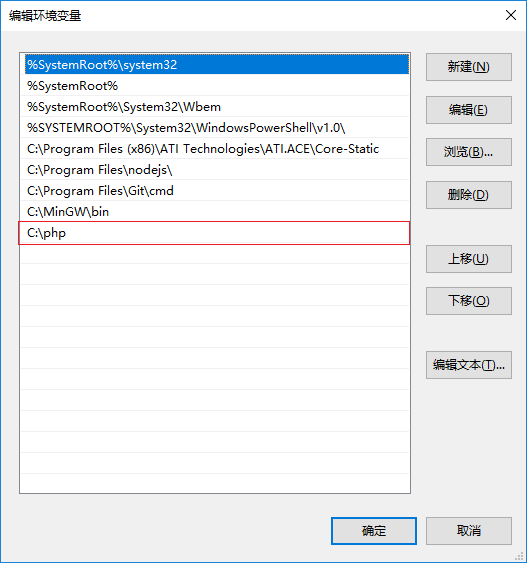 编辑环境变量
%SystemRoot%\system32
%SystemRoot%
%SystemRoot%\System32\Wbem
%SYSTEMROOT%\System32\WindowsPowerShell\v1.0\
C:\Program Files (x86)\ATI Technologies\ATI.ACE\Core-Static
C:\Program Files\nodejs\
C:\Program Files\Git\cmd
C:\MinGW\bin
C:\php
新建(N)
编辑(E)
浏览(B)...
删除(D)
上移(U)
下移(O)
编辑文本(T)...
确定
取消